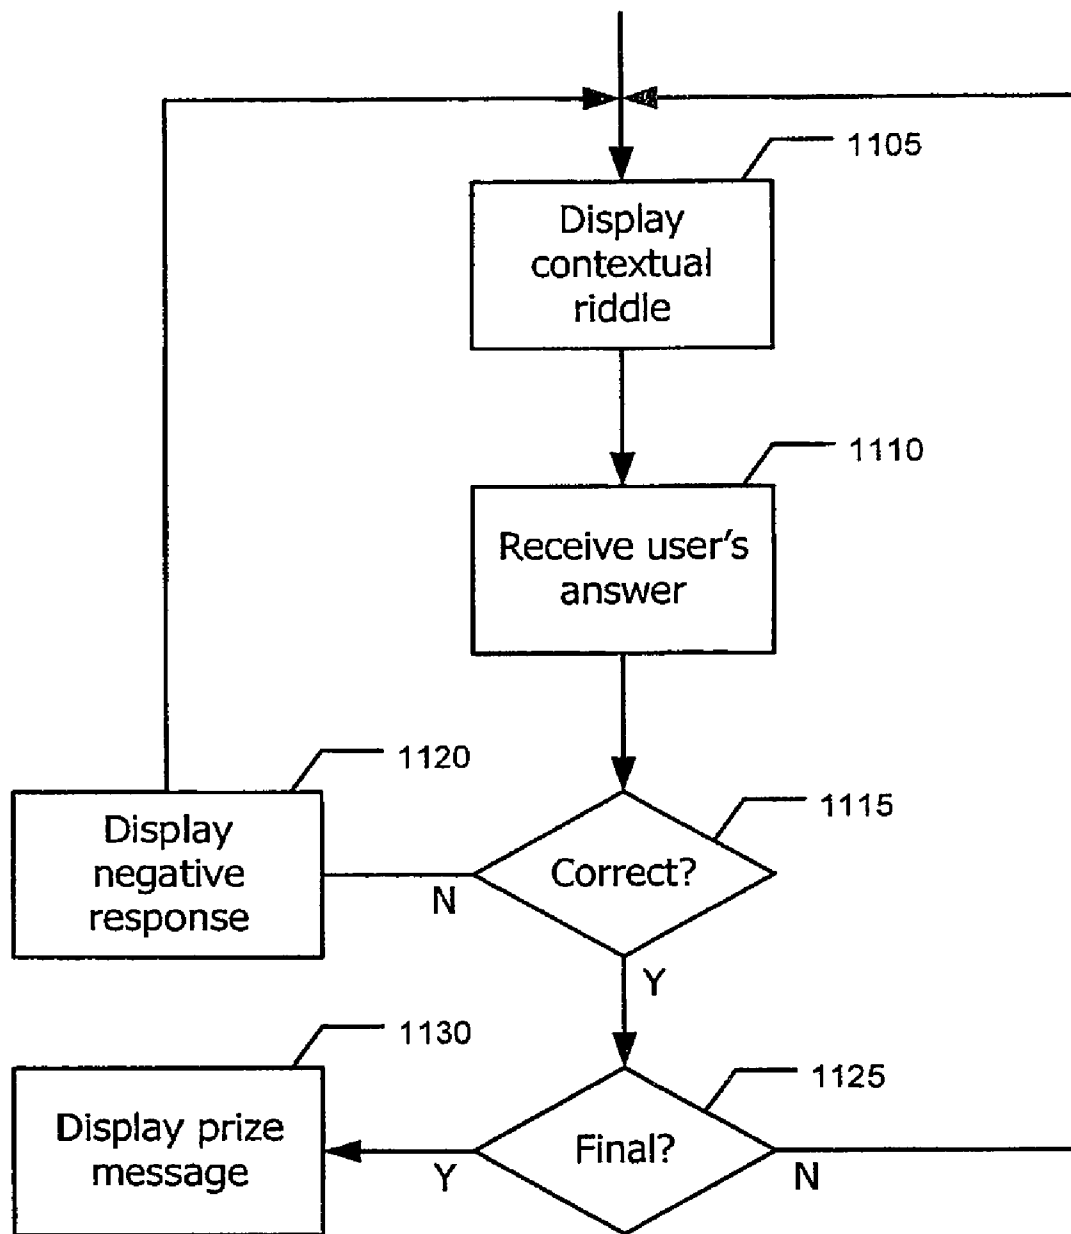 1105
Display
contextual
riddle
1110
Receive user's
answer
1120
Display
negative
response
1115
Correct?
N
Y
1130
Display prize
message
1125
Final?
Y
N